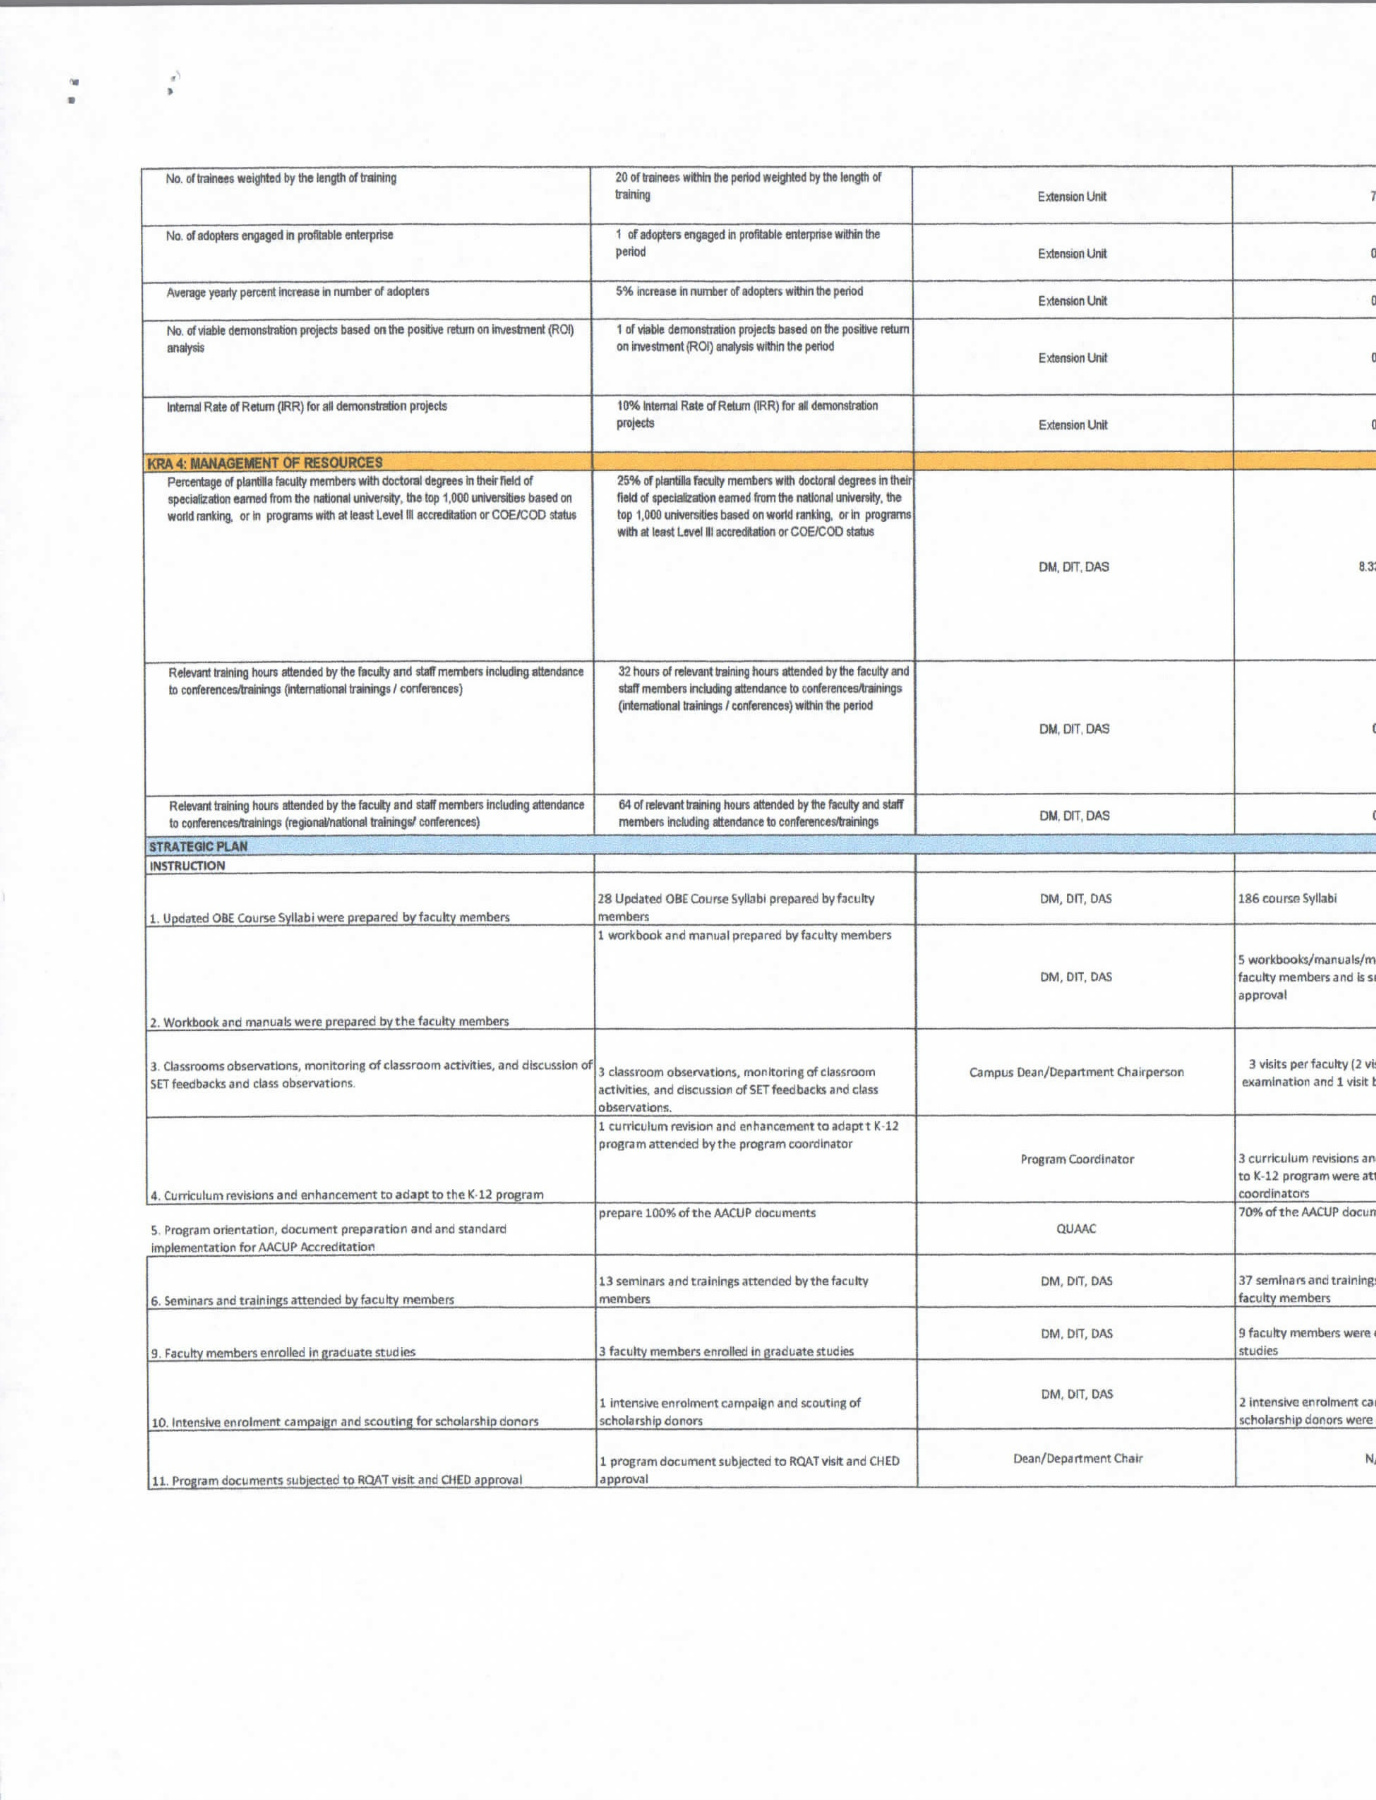 No. of trainees weighted by the length of training
20 of trainees within the period weighted by the length of
training
Extension Unit
7
No. of adopters engaged in profitable enterprise
1 of adopters engaged in profitable enterprise within the
period
Extension Unit
0
Average yearly percent increase in number of adopters
5% increase in number of adopters within the period
Extension Unit
0
No. of viable demonstration projects based on the positive return on investment (ROI)
analysis
1 of viable demonstration projects based on the positive return
on investment (ROI) analysis within the period
Extension Unit
0
Internal Rate of Return (IRR) for all demonstration projects
10% Internal Rate of Return (IRR) for all demonstration
projects
Extension Unit
0
KRA 4: MANAGEMENT OF RESOURCES
Percentage of plantilla faculty members with doctoral degrees in their field of
specialization earned from the national university, the top 1,000 universities based on
world ranking, or in programs with at least Level III accreditation or COE/COD status
25% of plantilla faculty members with doctoral degrees in their
field of specialization earned from the national university, the
top 1,000 universities based on world ranking, or in programs
with at least Level III accreditation or COE/COD status
DM, DIT, DAS
8.33
Relevant training hours attended by the faculty and staff members including attendance
to conferences/trainings (international trainings / conferences)
32 hours of relevant training hours attended by the faculty and
staff members including attendance to conferences/trainings
(international trainings / conferences) within the period
DM, DIT, DAS
Relevant training hours attended by the faculty and staff members including attendance
to conferences/trainings (regional/national trainings/ conferences)
64 of relevant training hours attended by the faculty and staff
members including attendance to conferences/trainings
DM, DIT, DAS
STRATEGIC PLAN
INSTRUCTION
1. Updated OBE Course Syllabi were prepared by faculty members
28 Updated OBE Course Syllabi prepared by faculty
members
DM, DIT, DAS
186 course Syllabi
2. Workbook and manuals were prepared by the faculty members
1 workbook and manual prepared by faculty members
DM, DIT, DAS
5 workbooks/manuals/m
faculty members and is s
approval
3. Classrooms observations, monitoring of classroom activities, and discussion of
SET feedbacks and class observations.
3 classroom observations, monitoring of classroom
activities, and discussion of SET feedbacks and class
observations.
Campus Dean/Department Chairperson
3 visits per faculty (2 vi
examination and 1 visit b
4. Curriculum revisions and enhancement to adapt to the K-12 program
1 curriculum revision and enhancement to adapt t K-12
program attended by the program coordinator
Program Coordinator
3 curriculum revisions an
to K-12 program were at
coordinators
5. Program orientation, document preparation and and standard
implementation for AACUP Accreditation
prepare 100% of the AACUP documents
QUAAC
70% of the AACUP docum
6. Seminars and trainings attended by faculty members
13 seminars and trainings attended by the faculty
members
DM, DIT, DAS
37 seminars and training
faculty members
9. Faculty members enrolled in graduate studies
3 faculty members enrolled in graduate studies
DM, DIT, DAS
9 faculty members were
studies
10. Intensive enrolment campaign and scouting for scholarship donors
1 intensive enrolment campaign and scouting of
scholarship donors
DM, DIT, DAS
2 intensive enrolment ca
scholarship donors were
11. Program documents subjected to RQAT visit and CHED approval
1 program document subjected to RQAT visit and CHED
approval
Dean/Department Chair
N/